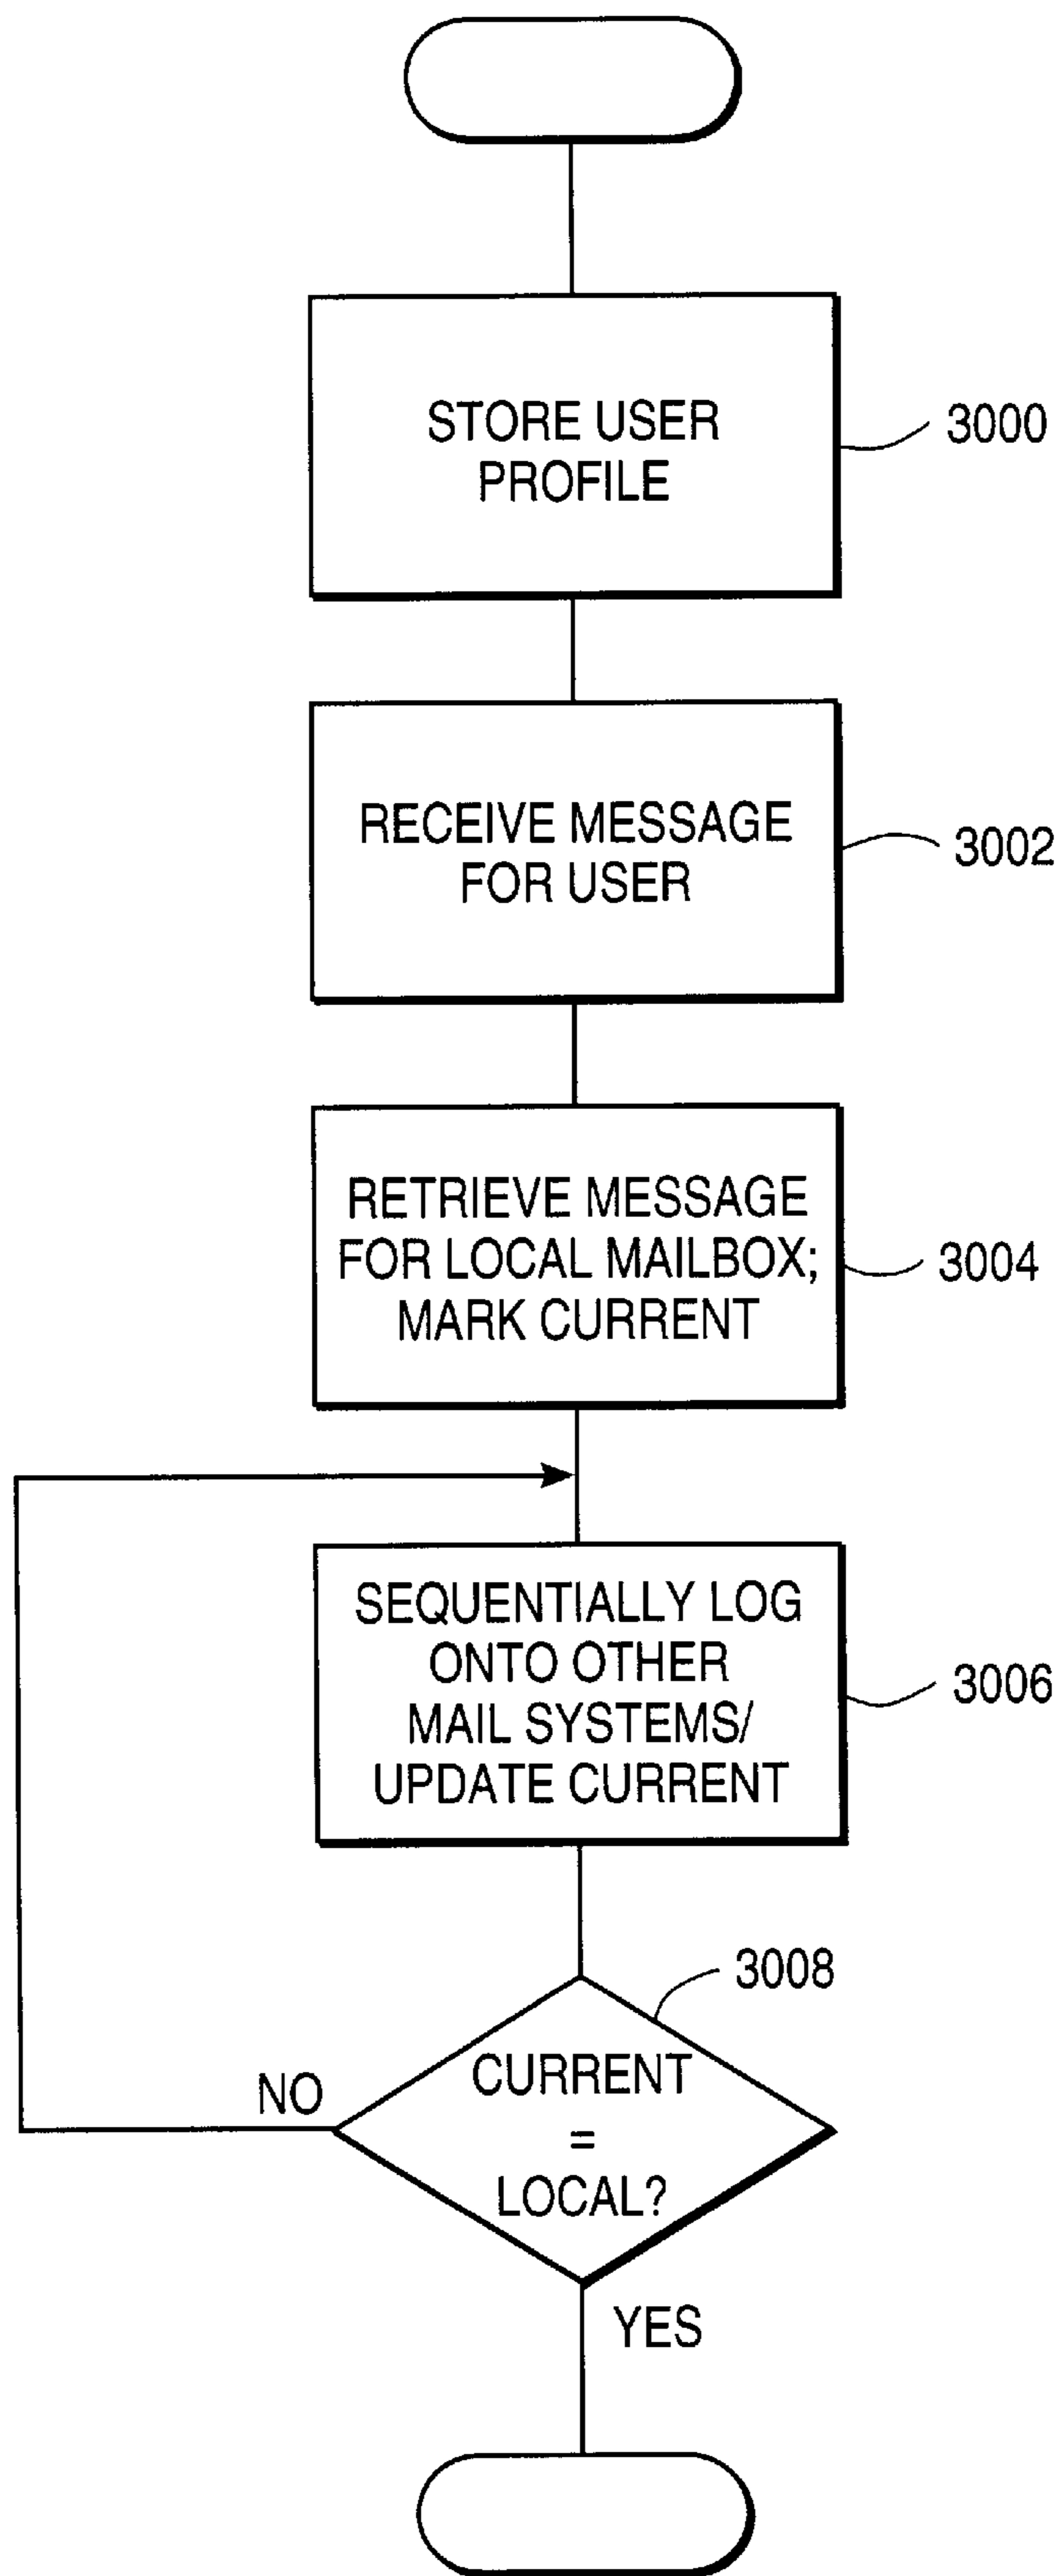 STORE USER
PROFILE
3000
RECEIVE MESSAGE
FOR USER
3002
RETRIEVE MESSAGE
FOR LOCAL MAILBOX;
MARK CURRENT
3004
SEQUENTIALLY LOG
ONTO OTHER
MAIL SYSTEMS/
UPDATE CURRENT
3006
3008
CURRENT
=
LOCAL?
NO
YES